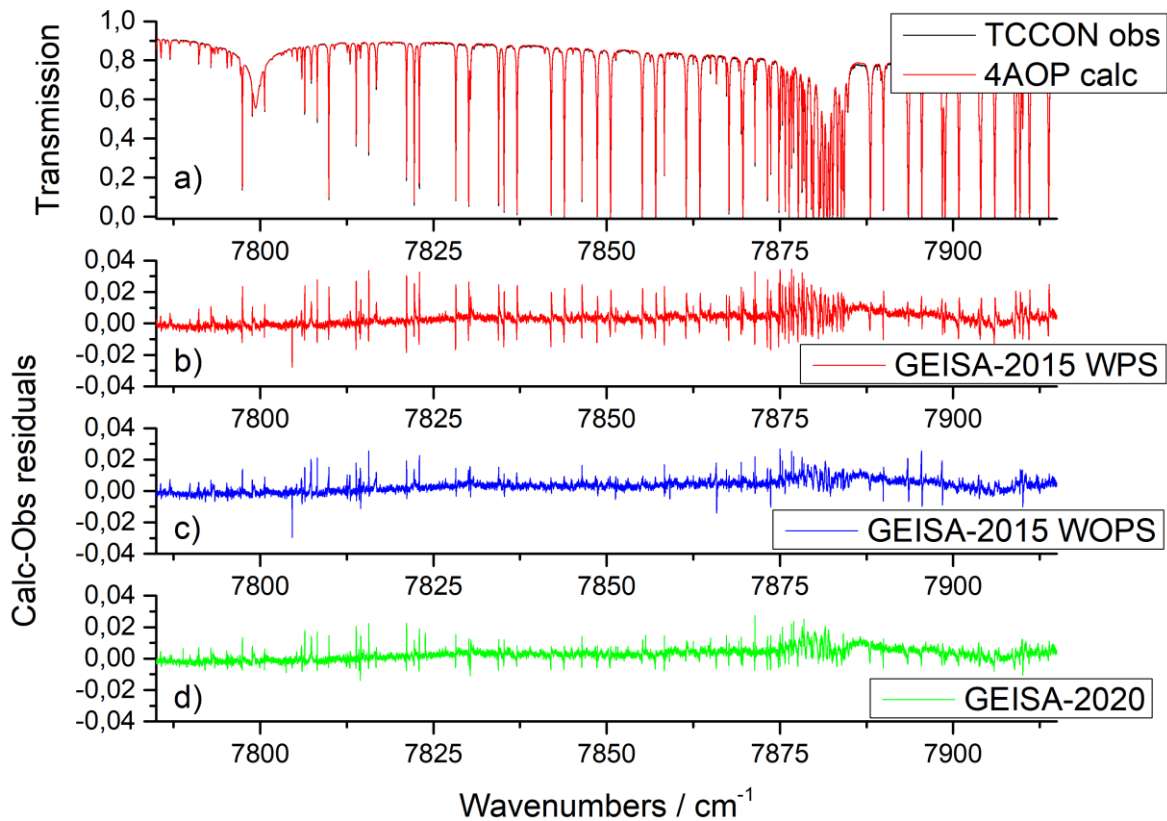 Transmission
1,0
0,8
0,6
0,4
0,2
0,0
a)
TCCON obs
4AOP calc
7800 7825 7850 7875 7900
Calc-Obs residuals
0,04
0,02
0,00
-0,02
-0,04
b)
GEISA-2015 WPS
7800 7825 7850 7875 7900
0,04
0,02
0,00
-0,02
-0,04
c)
GEISA-2015 WOPS
7800 7825 7850 7875 7900
0,04
0,02
0,00
-0,02
-0,04
d)
GEISA-2020
7800 7825 7850 7875 7900
Wavenumbers / cm⁻¹